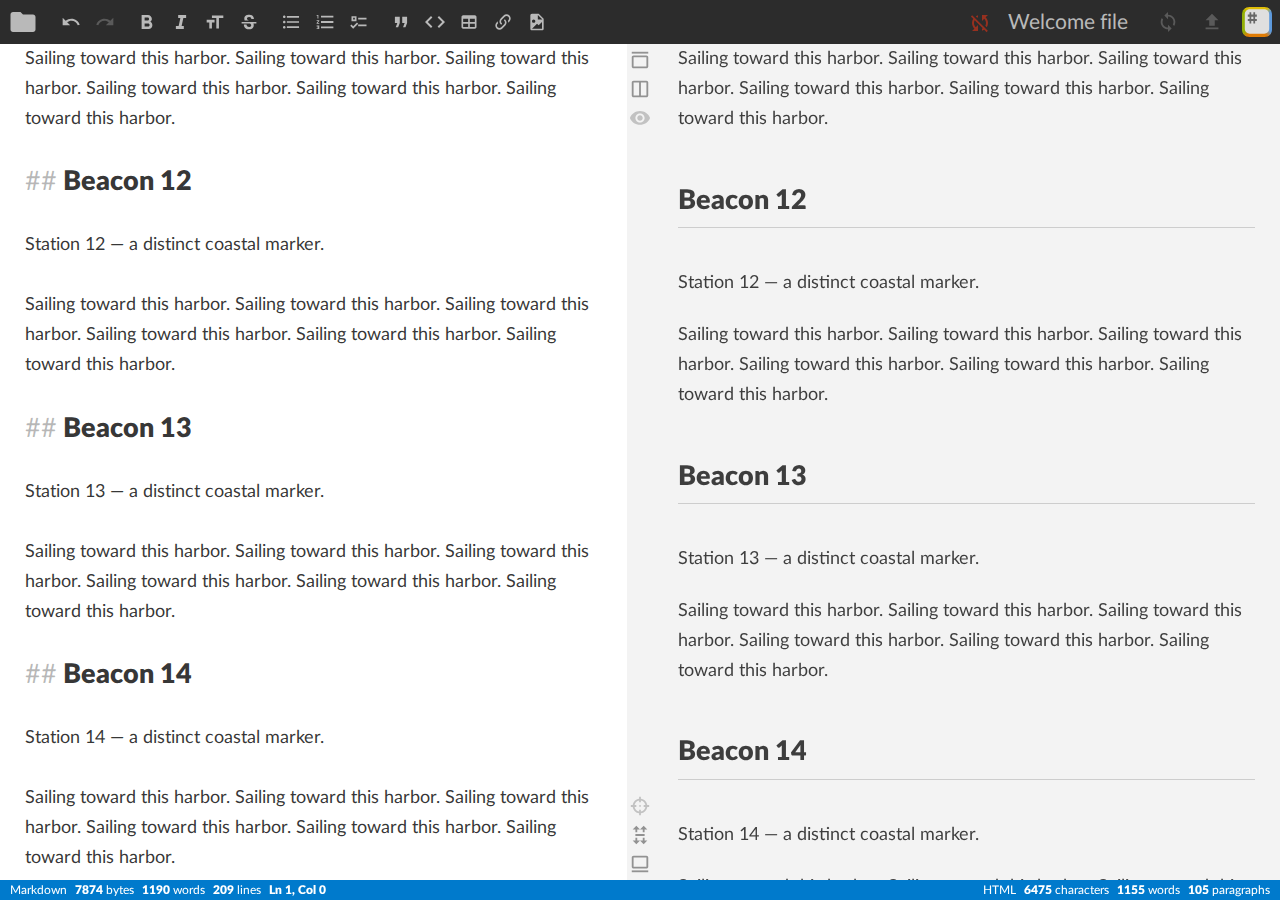 Welcome file
Sailing toward this harbor. Sailing toward this harbor. Sailing toward this
harbor. Sailing toward this harbor. Sailing toward this harbor. Sailing
toward this harbor.
## Beacon 12
Station 12 — a distinct coastal marker.
Sailing toward this harbor. Sailing toward this harbor. Sailing toward this
harbor. Sailing toward this harbor. Sailing toward this harbor. Sailing
toward this harbor.
## Beacon 13
Station 13 — a distinct coastal marker.
Sailing toward this harbor. Sailing toward this harbor. Sailing toward this
harbor. Sailing toward this harbor. Sailing toward this harbor. Sailing
toward this harbor.
## Beacon 14
Station 14 — a distinct coastal marker.
Sailing toward this harbor. Sailing toward this harbor. Sailing toward this
harbor. Sailing toward this harbor. Sailing toward this harbor. Sailing
toward this harbor.
Sailing toward this harbor. Sailing toward this harbor. Sailing toward this
harbor. Sailing toward this harbor. Sailing toward this harbor. Sailing
toward this harbor.
Beacon 12
Station 12 — a distinct coastal marker.
Sailing toward this harbor. Sailing toward this harbor. Sailing toward this
harbor. Sailing toward this harbor. Sailing toward this harbor. Sailing
toward this harbor.
Beacon 13
Station 13 — a distinct coastal marker.
Sailing toward this harbor. Sailing toward this harbor. Sailing toward this
harbor. Sailing toward this harbor. Sailing toward this harbor. Sailing
toward this harbor.
Beacon 14
Station 14 — a distinct coastal marker.
Markdown 7874 bytes 1190 words 209 lines Ln 1, Col 0
HTML 6475 characters 1155 words 105 paragraphs